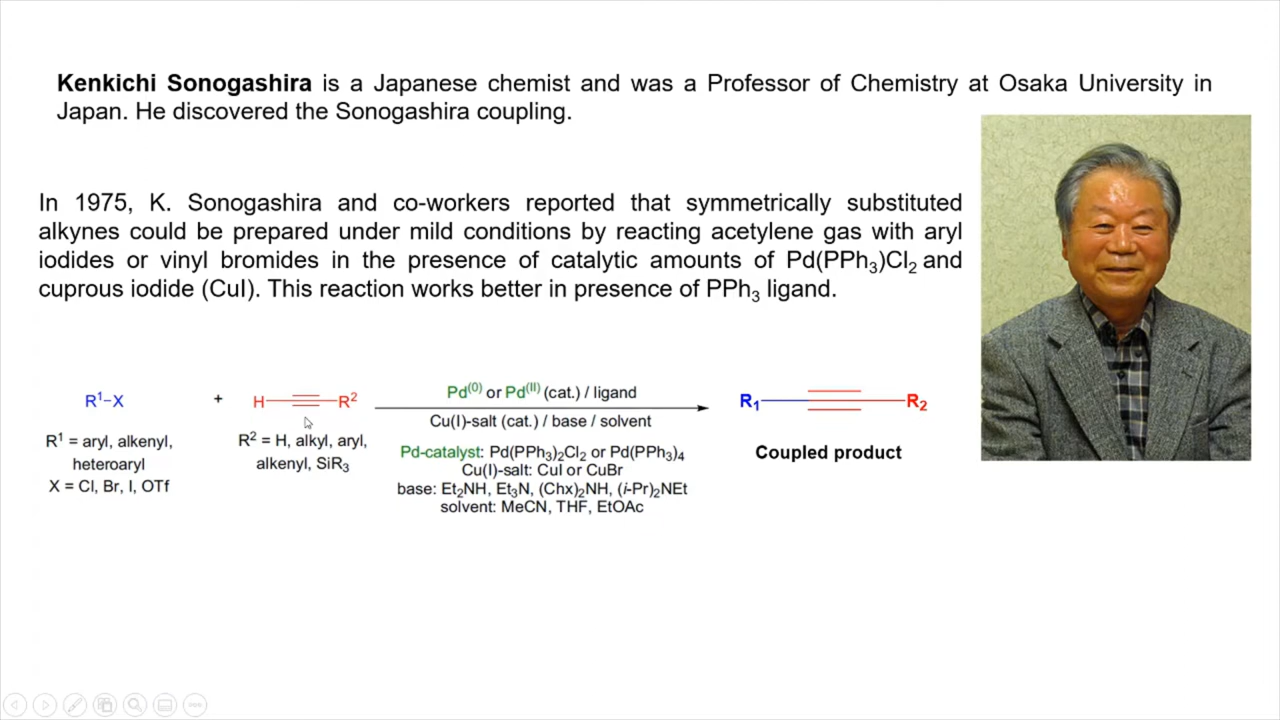 Kenkichi Sonogashira is a Japanese chemist and was a Professor of Chemistry at Osaka University in
Japan. He discovered the Sonogashira coupling.
In 1975, K. Sonogashira and co-workers reported that symmetrically substituted
alkynes could be prepared under mild conditions by reacting acetylene gas with aryl
iodides or vinyl bromides in the presence of catalytic amounts of Pd(PPh₃)Cl₂ and
cuprous iodide (CuI). This reaction works better in presence of PPh₃ ligand.
R¹–X
+
H
R²
R¹ = aryl, alkenyl,
heteroaryl
X = Cl, Br, I, OTf
R² = H, alkyl, aryl,
alkenyl, SiR₃
Pd⁽⁰⁾ or Pd⁽ᴵᴵ⁾ (cat.) / ligand
Cu(I)-salt (cat.) / base / solvent
Pd-catalyst: Pd(PPh₃)₂Cl₂ or Pd(PPh₃)₄
Cu(I)-salt: CuI or CuBr
base: Et₂NH, Et₃N, (Chx)₂NH, (i-Pr)₂NEt
solvent: MeCN, THF, EtOAc
R₁
R₂
Coupled product